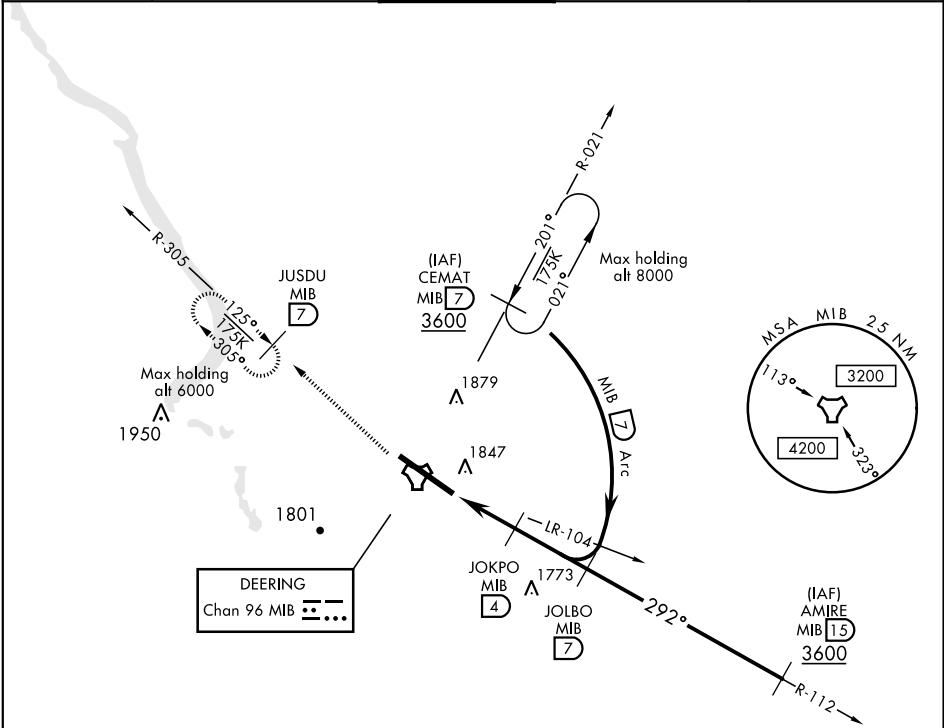 R-021
201°
175K
021°
Max holding
alt 8000
(IAF)
CEMAT
MIB 7
3600
R-305
JUSDU
MIB
7
125°
175K
305°
Max holding
alt 6000
1950
1879
MIB 7 Arc
1847
MSA MIB 25 NM
113°
3200
4200
323°
1801
LR-104
DEERING
Chan 96 MIB
JOKPO
MIB
4
1773
JOLBO
MIB
7
292°
(IAF)
AMIRE
MIB 15
3600
R-112